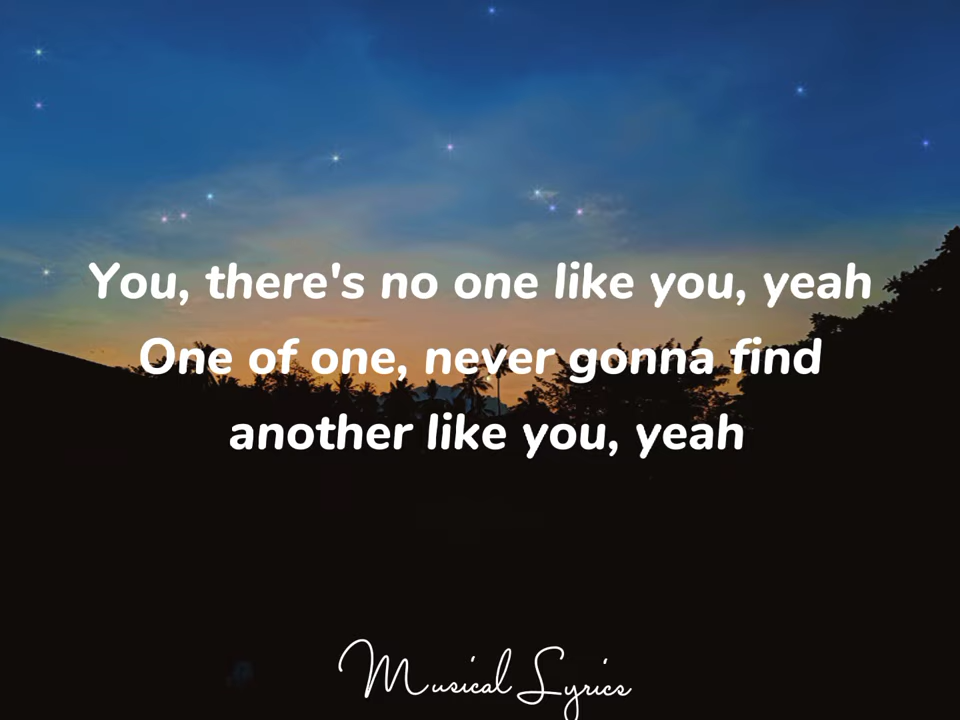 You, there's no one like you, yeah
One of one, never gonna find
another like you, yeah
Musical Lyrics